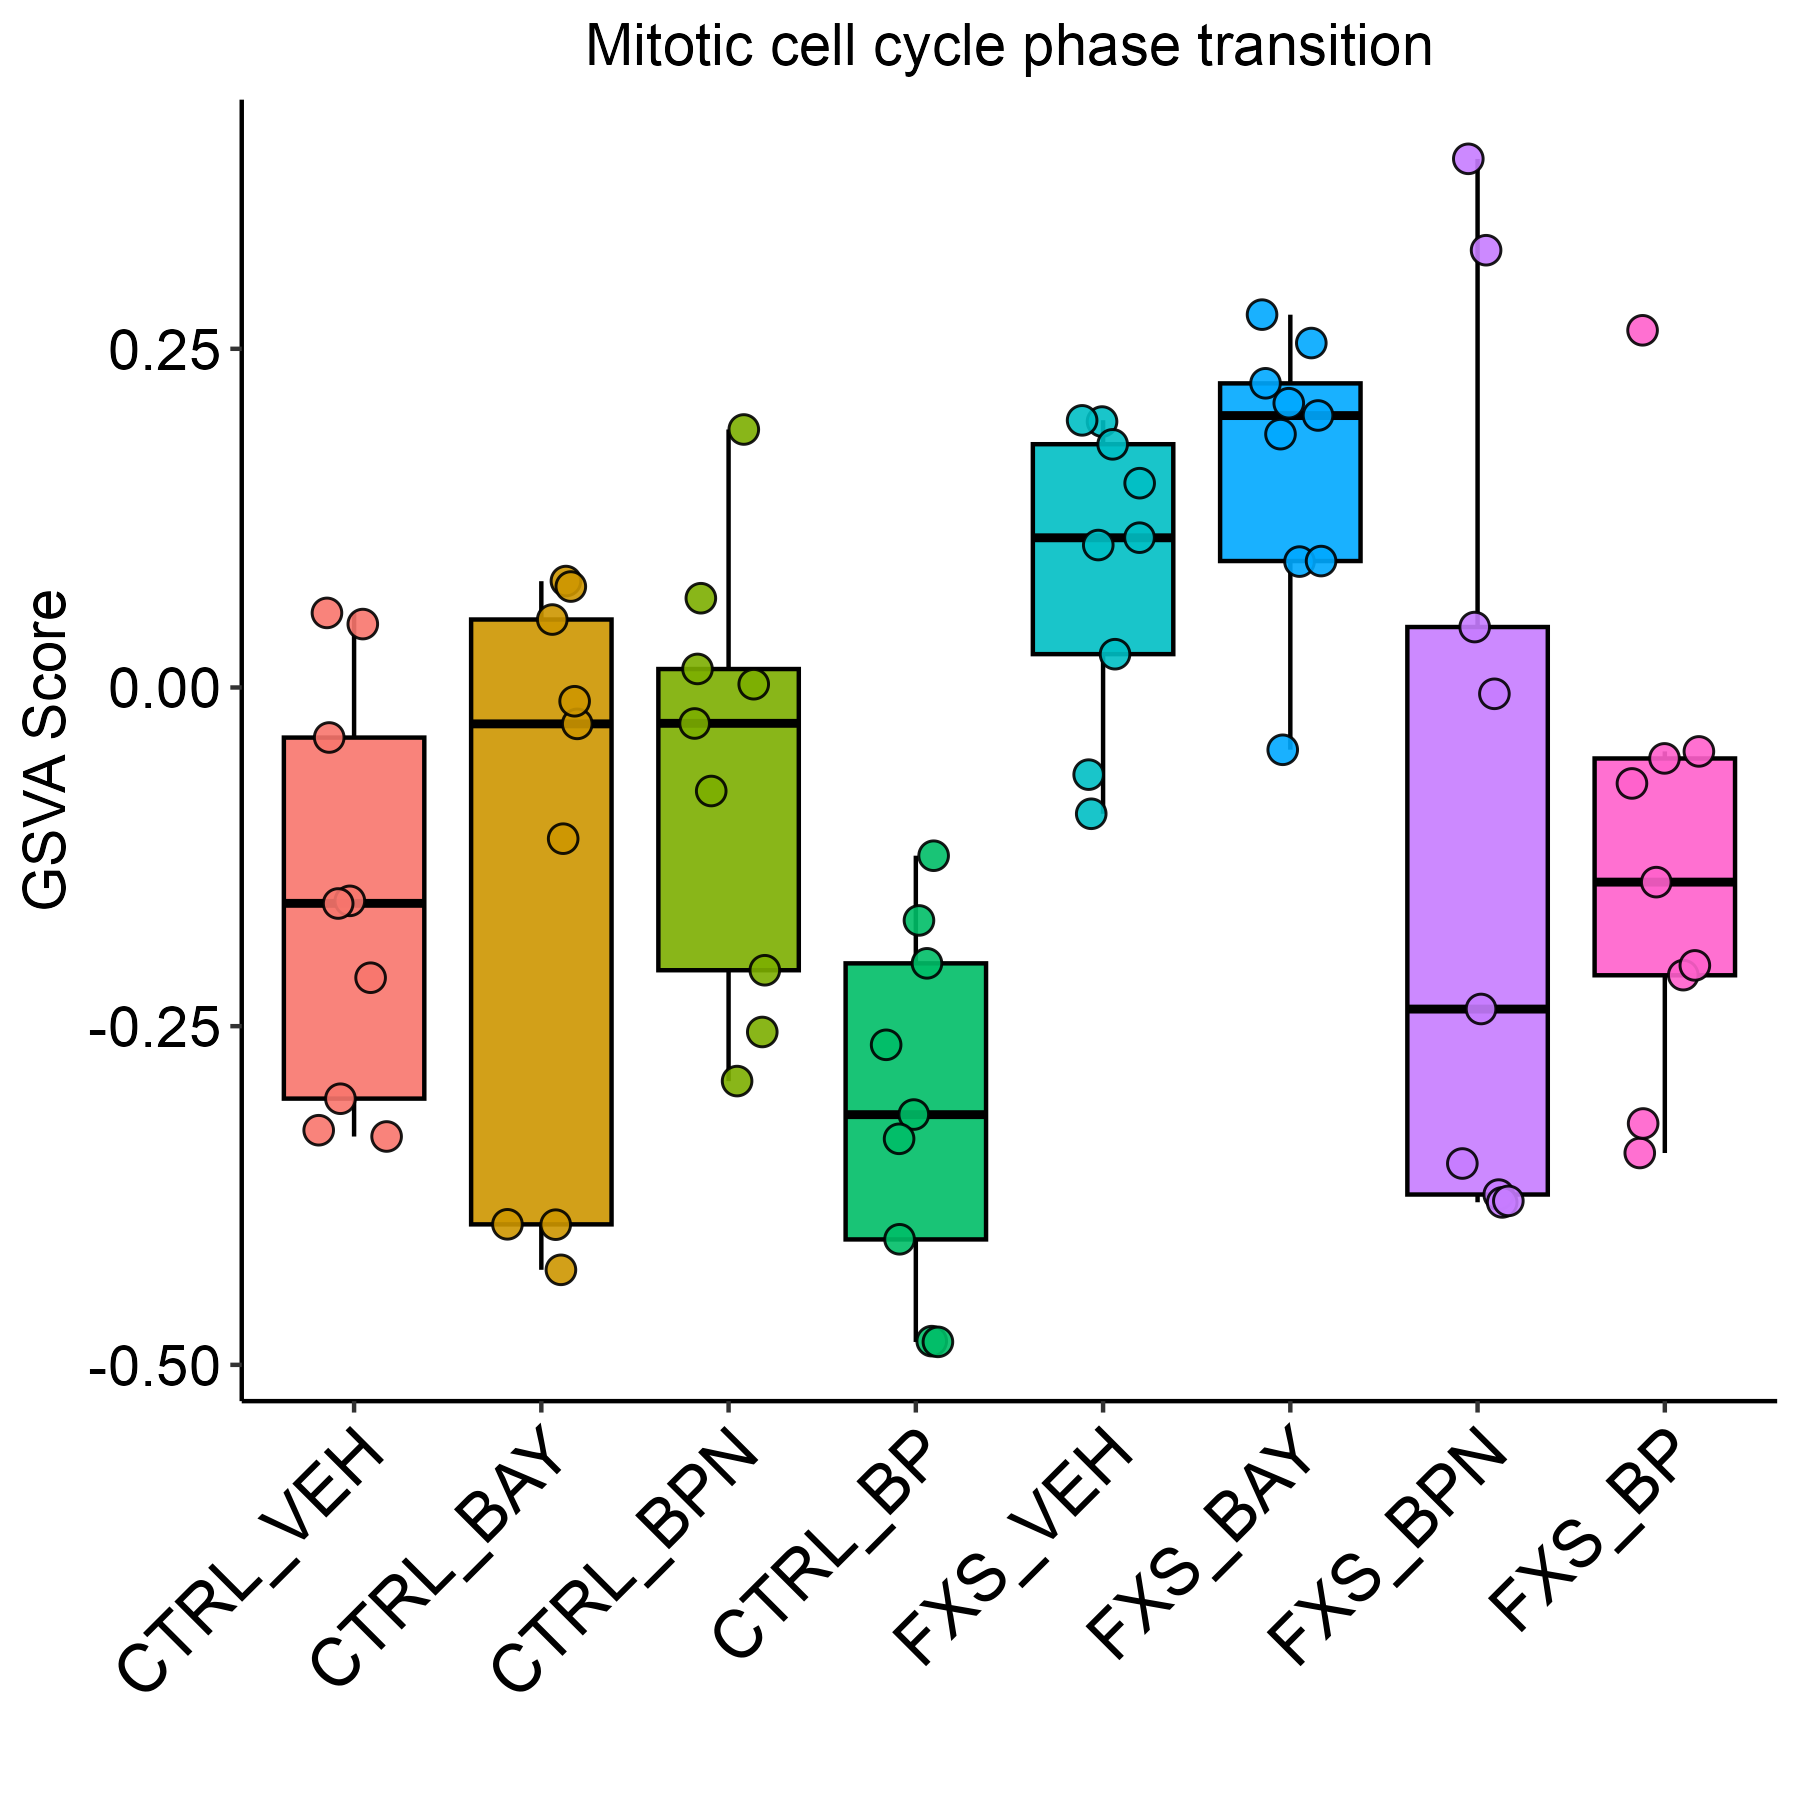 Mitotic cell cycle phase transition
GSVA Score
0.25
0.00
-0.25
-0.50
CTRL_VEH
CTRL_BAY
CTRL_BPN
CTRL_BP
FXS_VEH
FXS_BAY
FXS_BPN
FXS_BP